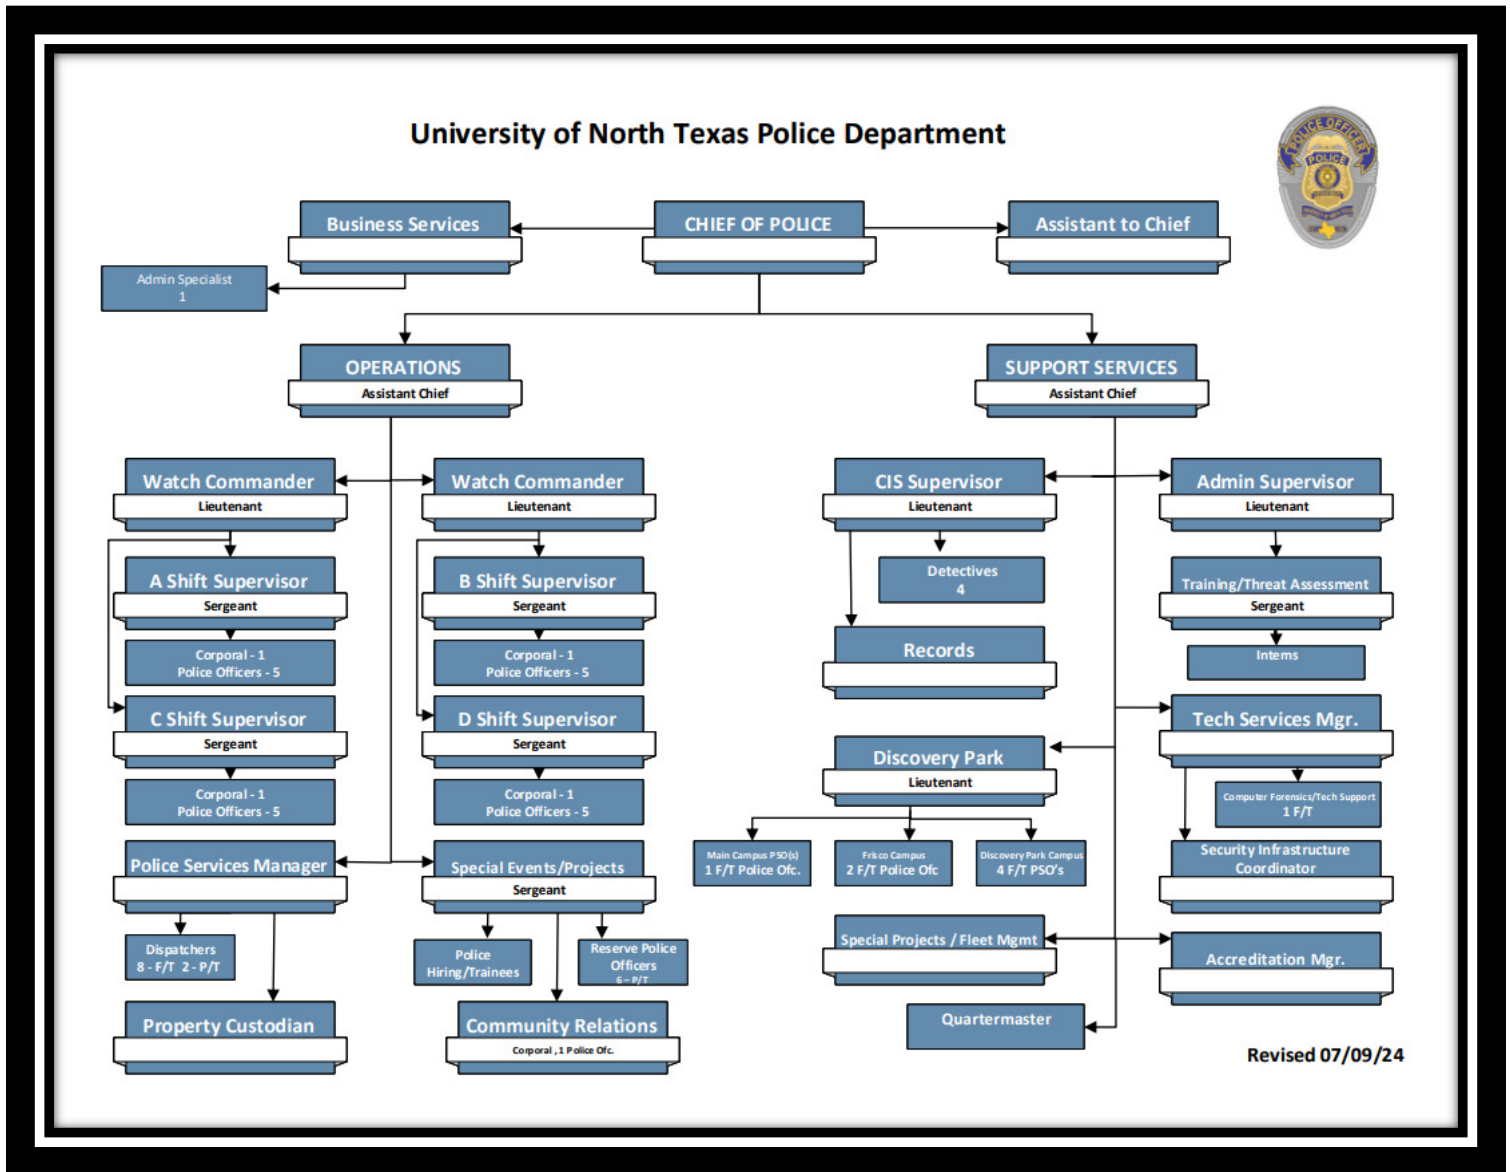 University of North Texas Police Department
POLICE OFFICER
POLICE
Business Services
CHIEF OF POLICE
Assistant to Chief
Admin Specialist
1
OPERATIONS
Assistant Chief
SUPPORT SERVICES
Assistant Chief
Watch Commander
Lieutenant
Watch Commander
Lieutenant
CIS Supervisor
Lieutenant
Admin Supervisor
Lieutenant
A Shift Supervisor
Sergeant
B Shift Supervisor
Sergeant
Detectives
4
Training/Threat Assessment
Sergeant
Corporal - 1
Police Officers - 5
Corporal - 1
Police Officers - 5
Records
Interns
C Shift Supervisor
Sergeant
D Shift Supervisor
Sergeant
Tech Services Mgr.
Discovery Park
Lieutenant
Corporal - 1
Police Officers - 5
Corporal - 1
Police Officers - 5
Computer Forensics/Tech Support
1 F/T
Police Services Manager
Special Events/Projects
Sergeant
Main Campus PSO(s)
1 F/T Police Ofc.
Frisco Campus
2 F/T Police Ofc
Discovery Park Campus
4 F/T PSO's
Security Infrastructure
Coordinator
Dispatchers
8 - F/T 2 - P/T
Police
Hiring/Trainees
Reserve Police
Officers
6 – P/T
Special Projects / Fleet Mgmt
Accreditation Mgr.
Property Custodian
Community Relations
Corporal , 1 Police Ofc.
Quartermaster
Revised 07/09/24